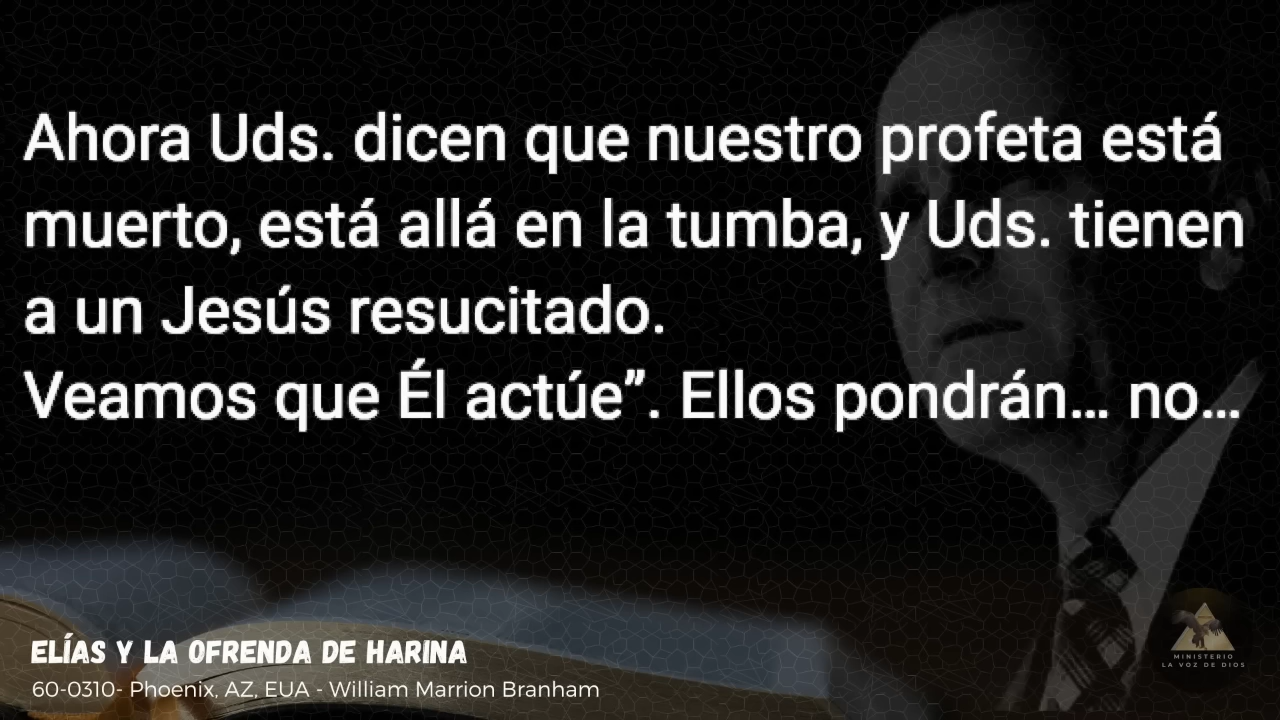 Ahora Uds. dicen que nuestro profeta está
muerto, está allá en la tumba, y Uds. tienen
a un Jesús resucitado.
Veamos que Él actúe”. Ellos pondrán... no...
ELÍAS Y LA OFRENDA DE HARINA
60-0310- Phoenix, AZ, EUA - William Marrion Branham
MINISTERIO
LA VOZ DE DIOS